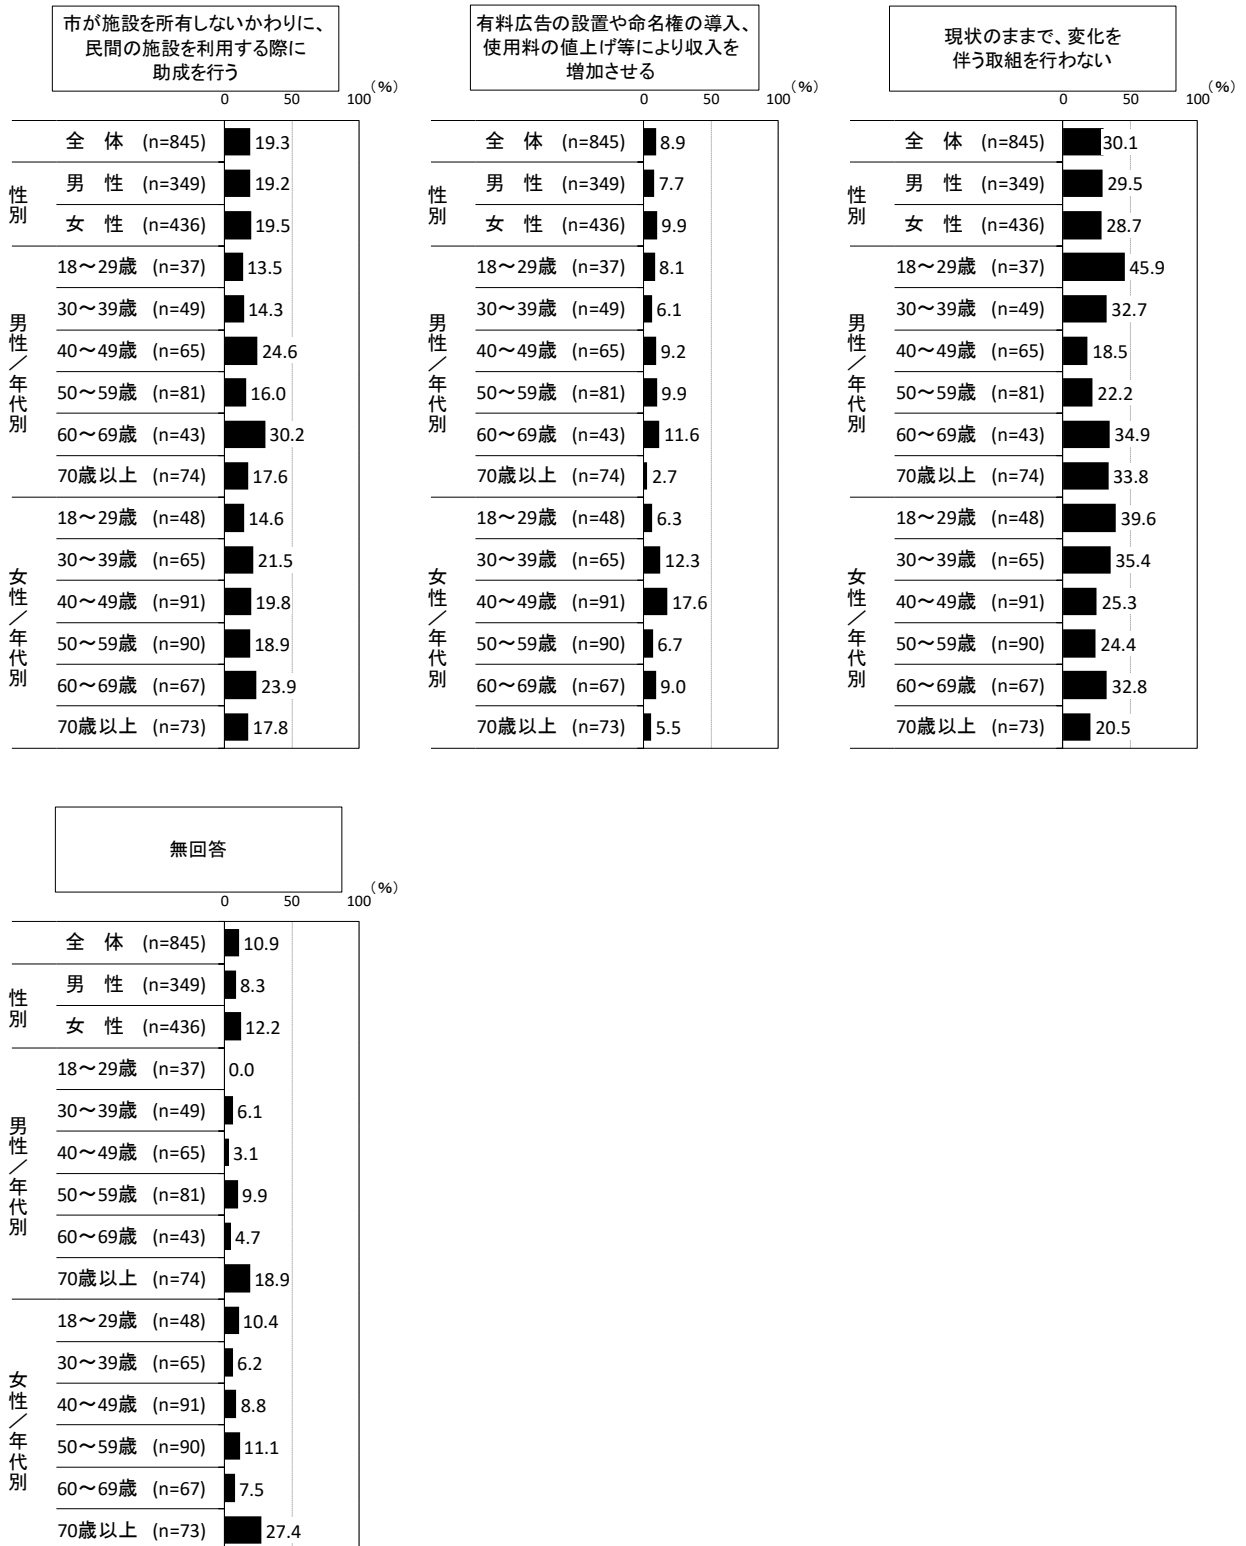 市が施設を所有しないかわりに、
民間の施設を利用する際に
助成を行う
0 50 100 (%)
全 体 (n=845) 19.3
性別
男 性 (n=349) 19.2
女 性 (n=436) 19.5
男性／年代別
18～29歳 (n=37) 13.5
30～39歳 (n=49) 14.3
40～49歳 (n=65) 24.6
50～59歳 (n=81) 16.0
60～69歳 (n=43) 30.2
70歳以上 (n=74) 17.6
女性／年代別
18～29歳 (n=48) 14.6
30～39歳 (n=65) 21.5
40～49歳 (n=91) 19.8
50～59歳 (n=90) 18.9
60～69歳 (n=67) 23.9
70歳以上 (n=73) 17.8
有料広告の設置や命名権の導入、
使用料の値上げ等により収入を
増加させる
0 50 100 (%)
全 体 (n=845) 8.9
性別
男 性 (n=349) 7.7
女 性 (n=436) 9.9
男性／年代別
18～29歳 (n=37) 8.1
30～39歳 (n=49) 6.1
40～49歳 (n=65) 9.2
50～59歳 (n=81) 9.9
60～69歳 (n=43) 11.6
70歳以上 (n=74) 2.7
女性／年代別
18～29歳 (n=48) 6.3
30～39歳 (n=65) 12.3
40～49歳 (n=91) 17.6
50～59歳 (n=90) 6.7
60～69歳 (n=67) 9.0
70歳以上 (n=73) 5.5
現状のままで、変化を
伴う取組を行わない
0 50 100 (%)
全 体 (n=845) 30.1
性別
男 性 (n=349) 29.5
女 性 (n=436) 28.7
男性／年代別
18～29歳 (n=37) 45.9
30～39歳 (n=49) 32.7
40～49歳 (n=65) 18.5
50～59歳 (n=81) 22.2
60～69歳 (n=43) 34.9
70歳以上 (n=74) 33.8
女性／年代別
18～29歳 (n=48) 39.6
30～39歳 (n=65) 35.4
40～49歳 (n=91) 25.3
50～59歳 (n=90) 24.4
60～69歳 (n=67) 32.8
70歳以上 (n=73) 20.5
無回答
0 50 100 (%)
全 体 (n=845) 10.9
性別
男 性 (n=349) 8.3
女 性 (n=436) 12.2
男性／年代別
18～29歳 (n=37) 0.0
30～39歳 (n=49) 6.1
40～49歳 (n=65) 3.1
50～59歳 (n=81) 9.9
60～69歳 (n=43) 4.7
70歳以上 (n=74) 18.9
女性／年代別
18～29歳 (n=48) 10.4
30～39歳 (n=65) 6.2
40～49歳 (n=91) 8.8
50～59歳 (n=90) 11.1
60～69歳 (n=67) 7.5
70歳以上 (n=73) 27.4